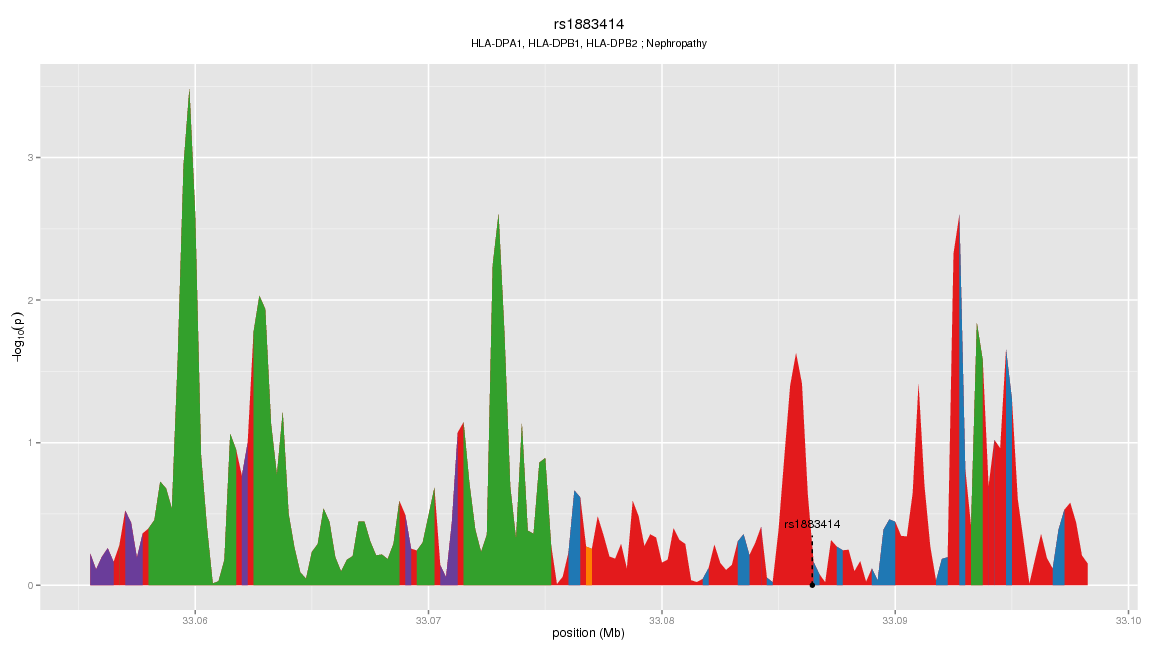 rs1883414
HLA-DPA1, HLA-DPB1, HLA-DPB2 ; Nephropathy
−log10(p)
3
2
1
0
rs1883414
33.06 33.07 33.08 33.09 33.10
position (Mb)